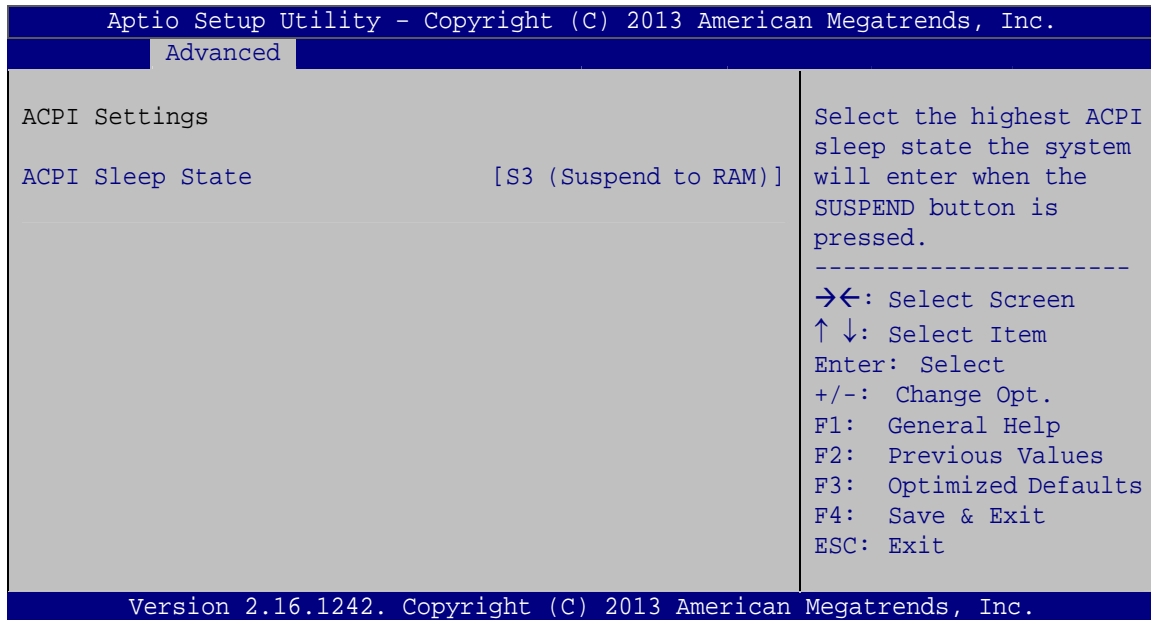 Aptio Setup Utility – Copyright (C) 2013 American Megatrends, Inc.
Advanced
ACPI Settings
ACPI Sleep State [S3 (Suspend to RAM)]
Select the highest ACPI
sleep state the system
will enter when the
SUSPEND button is
pressed.
----------------------
→←: Select Screen
↑ ↓: Select Item
Enter: Select
+/-: Change Opt.
F1: General Help
F2: Previous Values
F3: Optimized Defaults
F4: Save & Exit
ESC: Exit
Version 2.16.1242. Copyright (C) 2013 American Megatrends, Inc.